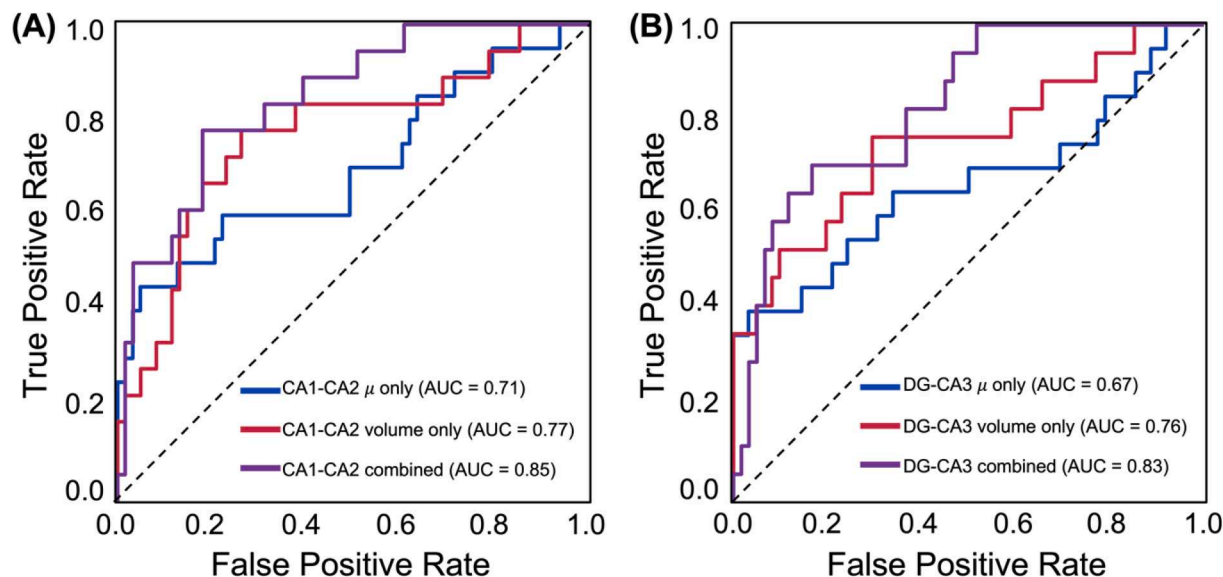 (A)
True Positive Rate
1.0
0.8
0.6
0.4
0.2
0.0
CA1-CA2 μ only (AUC = 0.71)
CA1-CA2 volume only (AUC = 0.77)
CA1-CA2 combined (AUC = 0.85)
0.0 0.2 0.4 0.6 0.8 1.0
False Positive Rate
(B)
True Positive Rate
1.0
0.8
0.6
0.4
0.2
0.0
DG-CA3 μ only (AUC = 0.67)
DG-CA3 volume only (AUC = 0.76)
DG-CA3 combined (AUC = 0.83)
0.0 0.2 0.4 0.6 0.8 1.0
False Positive Rate